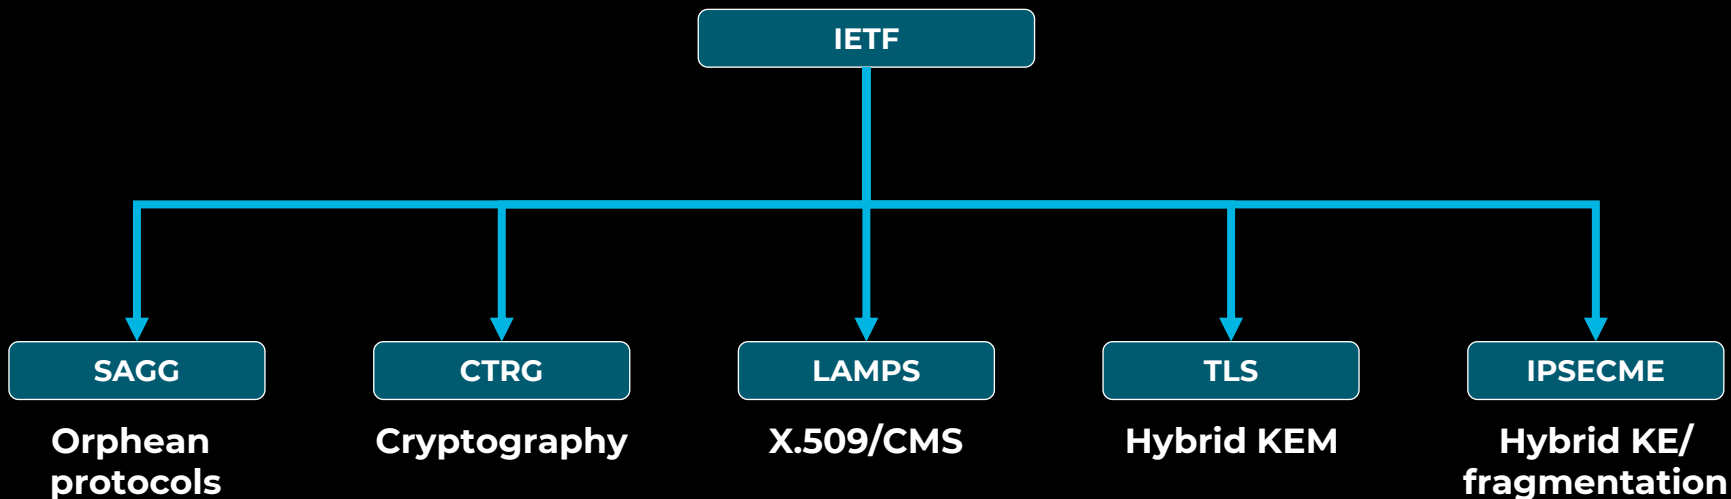 IETF
SAGG
CTRG
LAMPS
TLS
IPSECME
Orphean
protocols
Cryptography
X.509/CMS
Hybrid KEM
Hybrid KE/
fragmentation